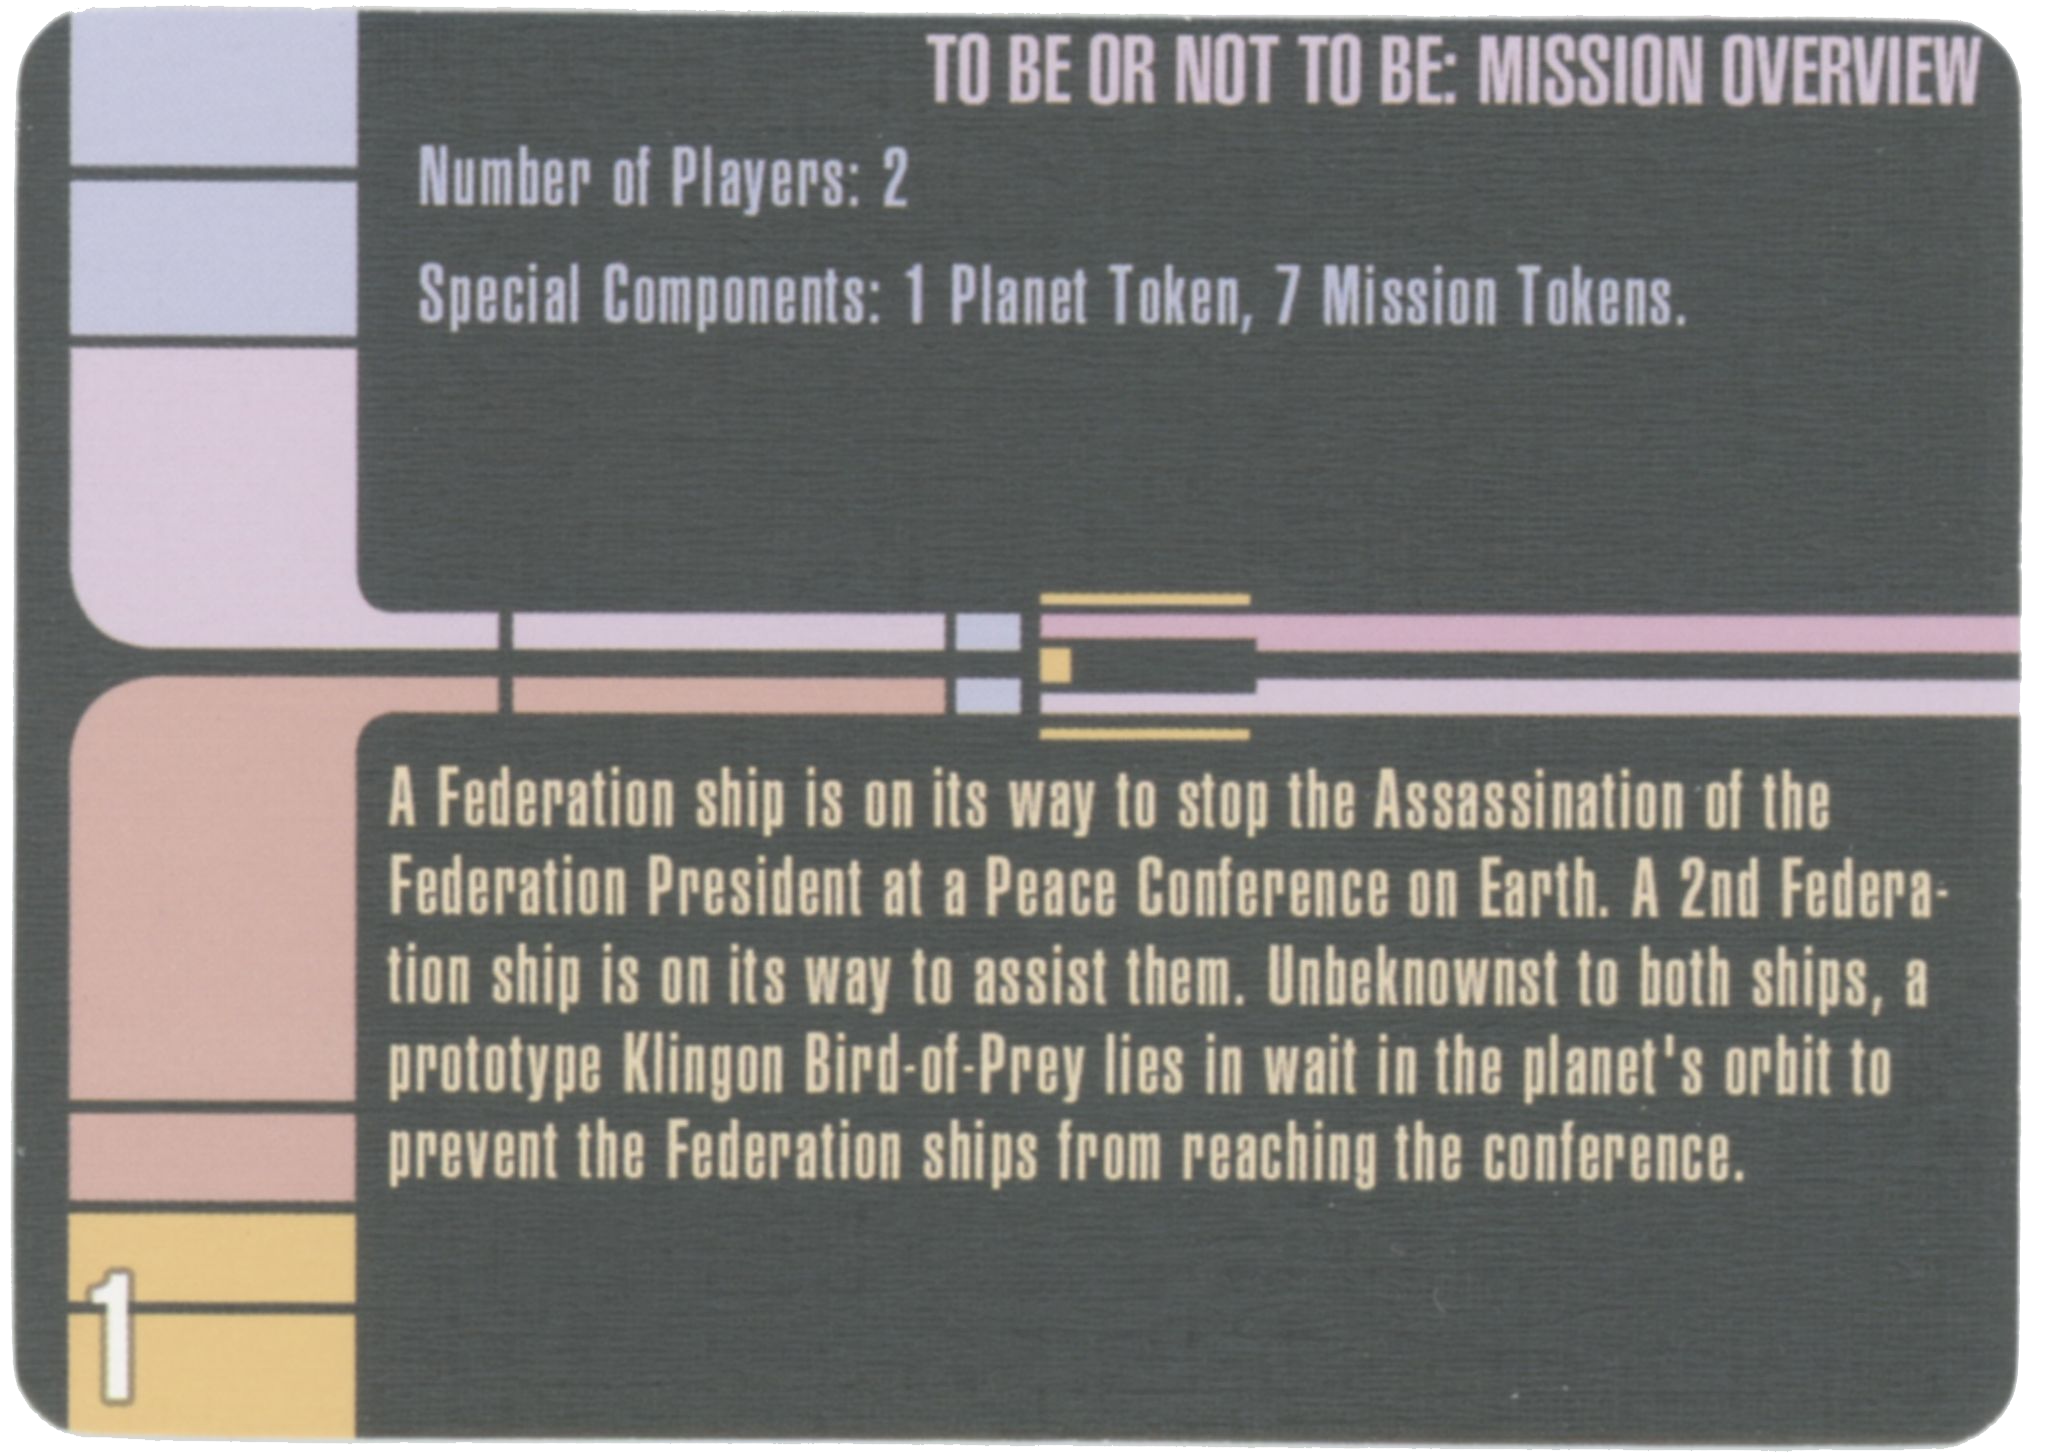 TO BE OR NOT TO BE: MISSION OVERVIEW
Number of Players: 2
Special Components: 1 Planet Token, 7 Mission Tokens.
A Federation ship is on its way to stop the Assassination of the
Federation President at a Peace Conference on Earth. A 2nd Federa-
tion ship is on its way to assist them. Unbeknownst to both ships, a
prototype Klingon Bird-of-Prey lies in wait in the planet's orbit to
prevent the Federation ships from reaching the conference.
1